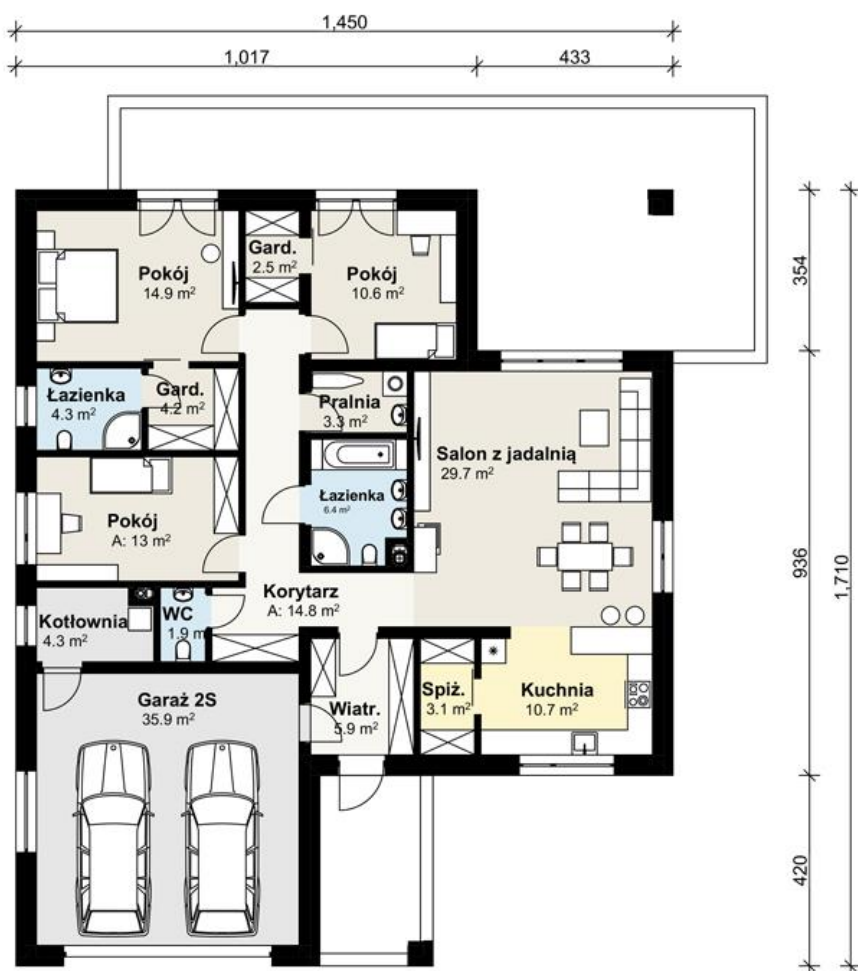 1,450
1,017
433
Gard.
2.5 m²
Pokój
14.9 m²
Pokój
10.6 m²
354
Łazienka
4.3 m²
Gard.
4.2 m²
Pralnia
3.3 m²
Salon z jadalnią
29.7 m²
Łazienka
6.4 m²
Pokój
A: 13 m²
936
1,710
Korytarz
A: 14.8 m²
WC
1.9 m
Kotłownia
4.3 m²
Garaż 2S
35.9 m²
Wiatr.
5.9 m²
Spiż.
3.1 m²
Kuchnia
10.7 m²
420